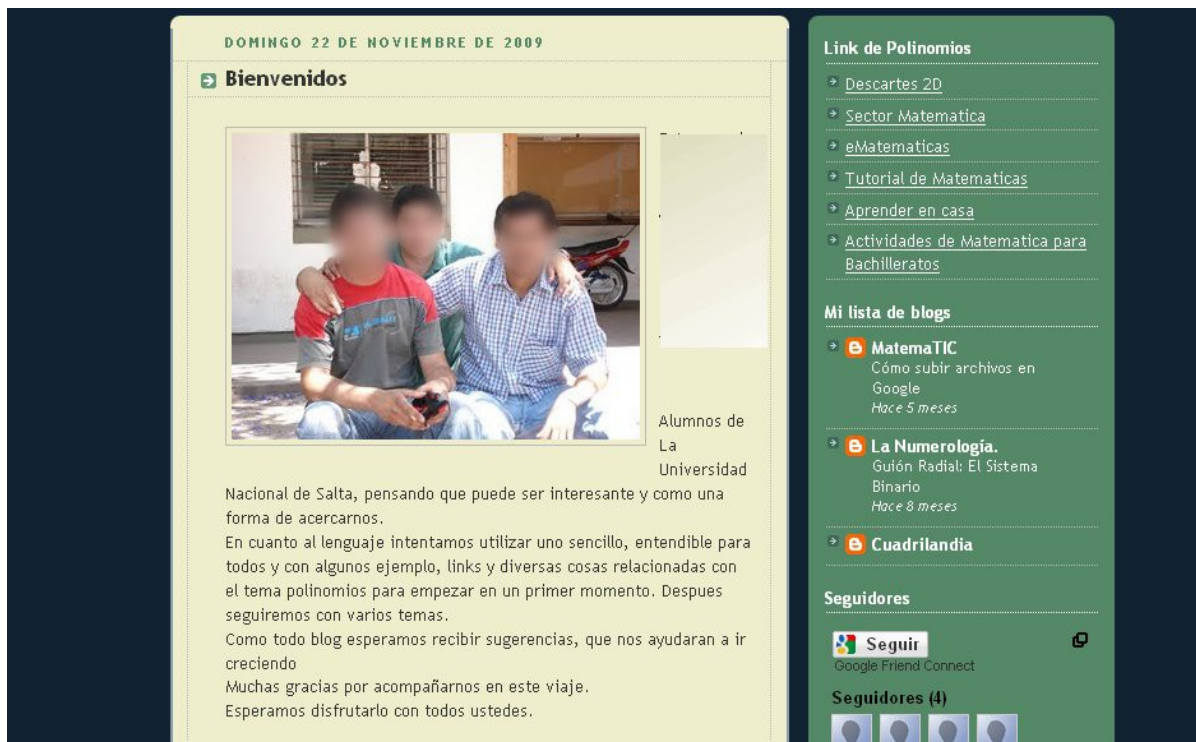 DOMINGO 22 DE NOVIEMBRE DE 2009
Bienvenidos
Alumnos de
La
Universidad
Nacional de Salta, pensando que puede ser interesante y como una
forma de acercarnos.
En cuanto al lenguaje intentamos utilizar uno sencillo, entendible para
todos y con algunos ejemplo, links y diversas cosas relacionadas con
el tema polinomios para empezar en un primer momento. Despues
seguiremos con varios temas.
Como todo blog esperamos recibir sugerencias, que nos ayudaran a ir
creciendo
Muchas gracias por acompañarnos en este viaje.
Esperamos disfrutarlo con todos ustedes.
Link de Polinomios
Descartes 2D
Sector Matematica
eMatematicas
Tutorial de Matematicas
Aprender en casa
Actividades de Matematica para
Bachilleratos
Mi lista de blogs
MatemaTIC
Cómo subir archivos en
Google
Hace 5 meses
La Numerología.
Guión Radial: El Sistema
Binario
Hace 8 meses
Cuadrilandia
Seguidores
Seguir
Google Friend Connect
Seguidores (4)